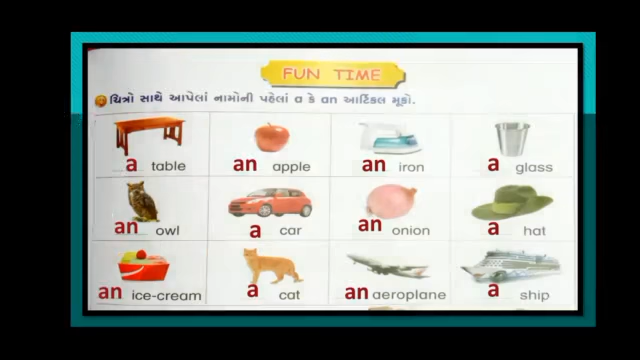 FUN TIME
ચિત્રો સાથે આપેલાં નામોની પહેલાં a કે an આર્ટિકલ મૂકો.
a table an apple an iron a glass
an owl a car an onion a hat
an ice-cream a cat an aeroplane a ship